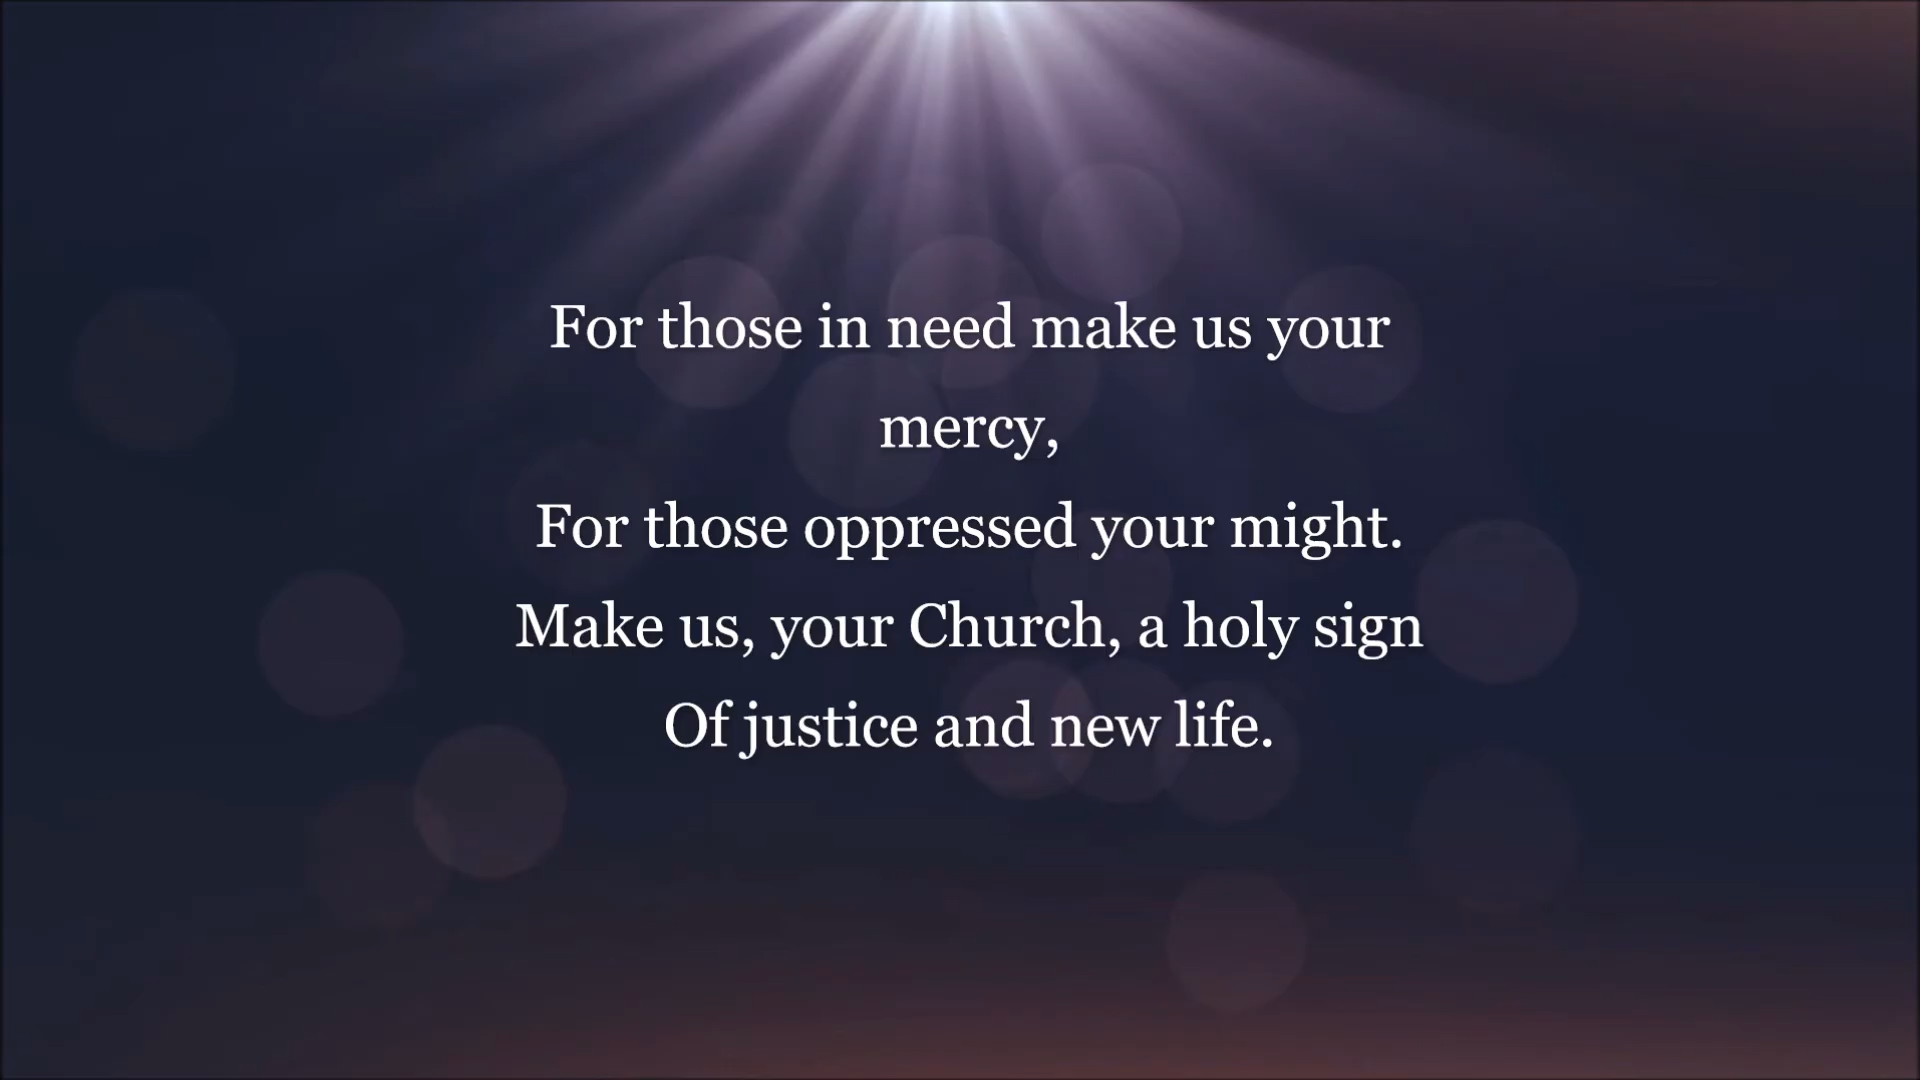 For those in need make us your
mercy,
For those oppressed your might.
Make us, your Church, a holy sign
Of justice and new life.